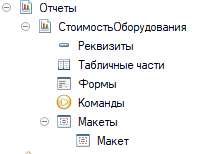 Отчеты
СтоимостьОборудования
Реквизиты
Табличные части
Формы
Команды
Макеты
Макет